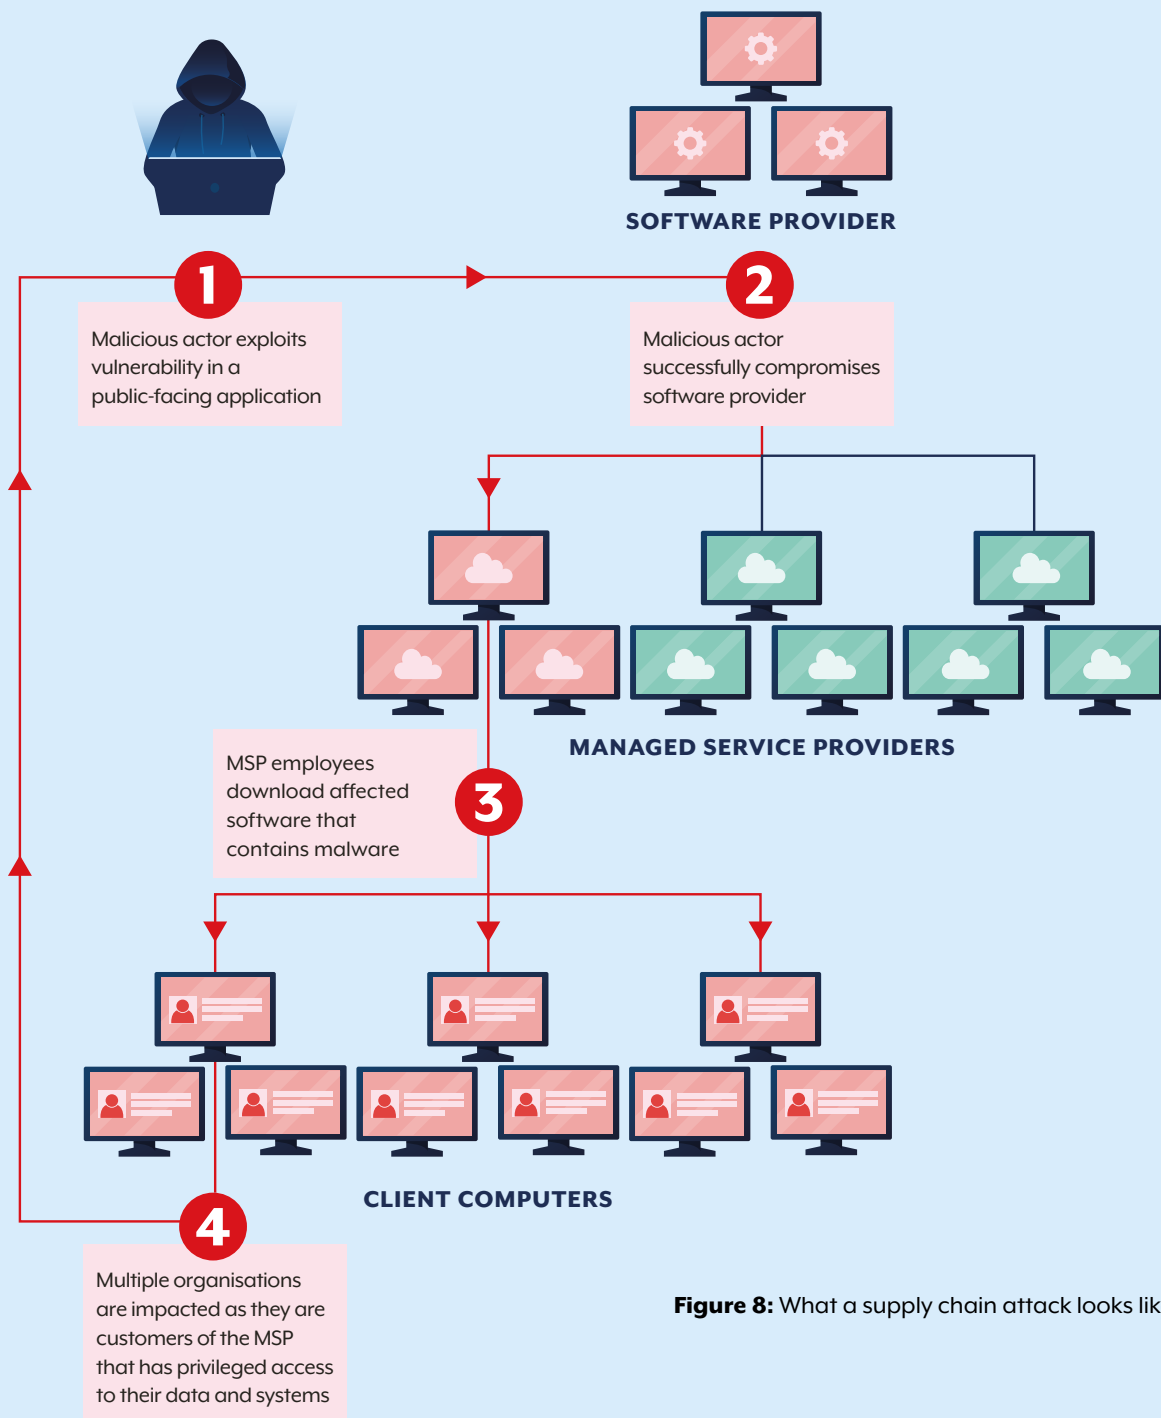 SOFTWARE PROVIDER
1
Malicious actor exploits
vulnerability in a
public-facing application
2
Malicious actor
successfully compromises
software provider
MANAGED SERVICE PROVIDERS
MSP employees
download affected
software that
contains malware
3
CLIENT COMPUTERS
4
Multiple organisations
are impacted as they are
customers of the MSP
that has privileged access
to their data and systems
Figure 8: What a supply chain attack looks lik